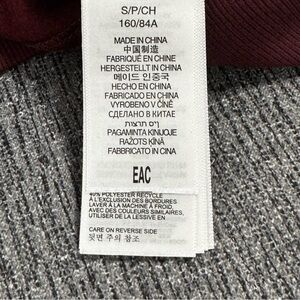 S/P/CH
160/84A
MADE IN CHINA
中国制造
FABRIQUÉ EN CHINE
HERGESTELLT IN CHINA
메이드 인중국
HECHO EN CHINA
FABRICADO EN CHINA
VYROBENO V ČÍNĚ
СДЕЛАНО В КИТАЕ
תוצרת סין
PAGAMINTA KINIJOJE
RAŽOTS ĶĪNĀ
FABBRICATO IN CINA
EAC
40% POLYESTER RECYCLÉ
À L'EXCLUSION DES BORDURES
LAVER À LA MACHINE À FROID,
AVEC DES COULEURS SIMILAIRES,
UTILISER DE LA LESSIVE EN
CARE ON REVERSE SIDE
뒷면 주의 참조